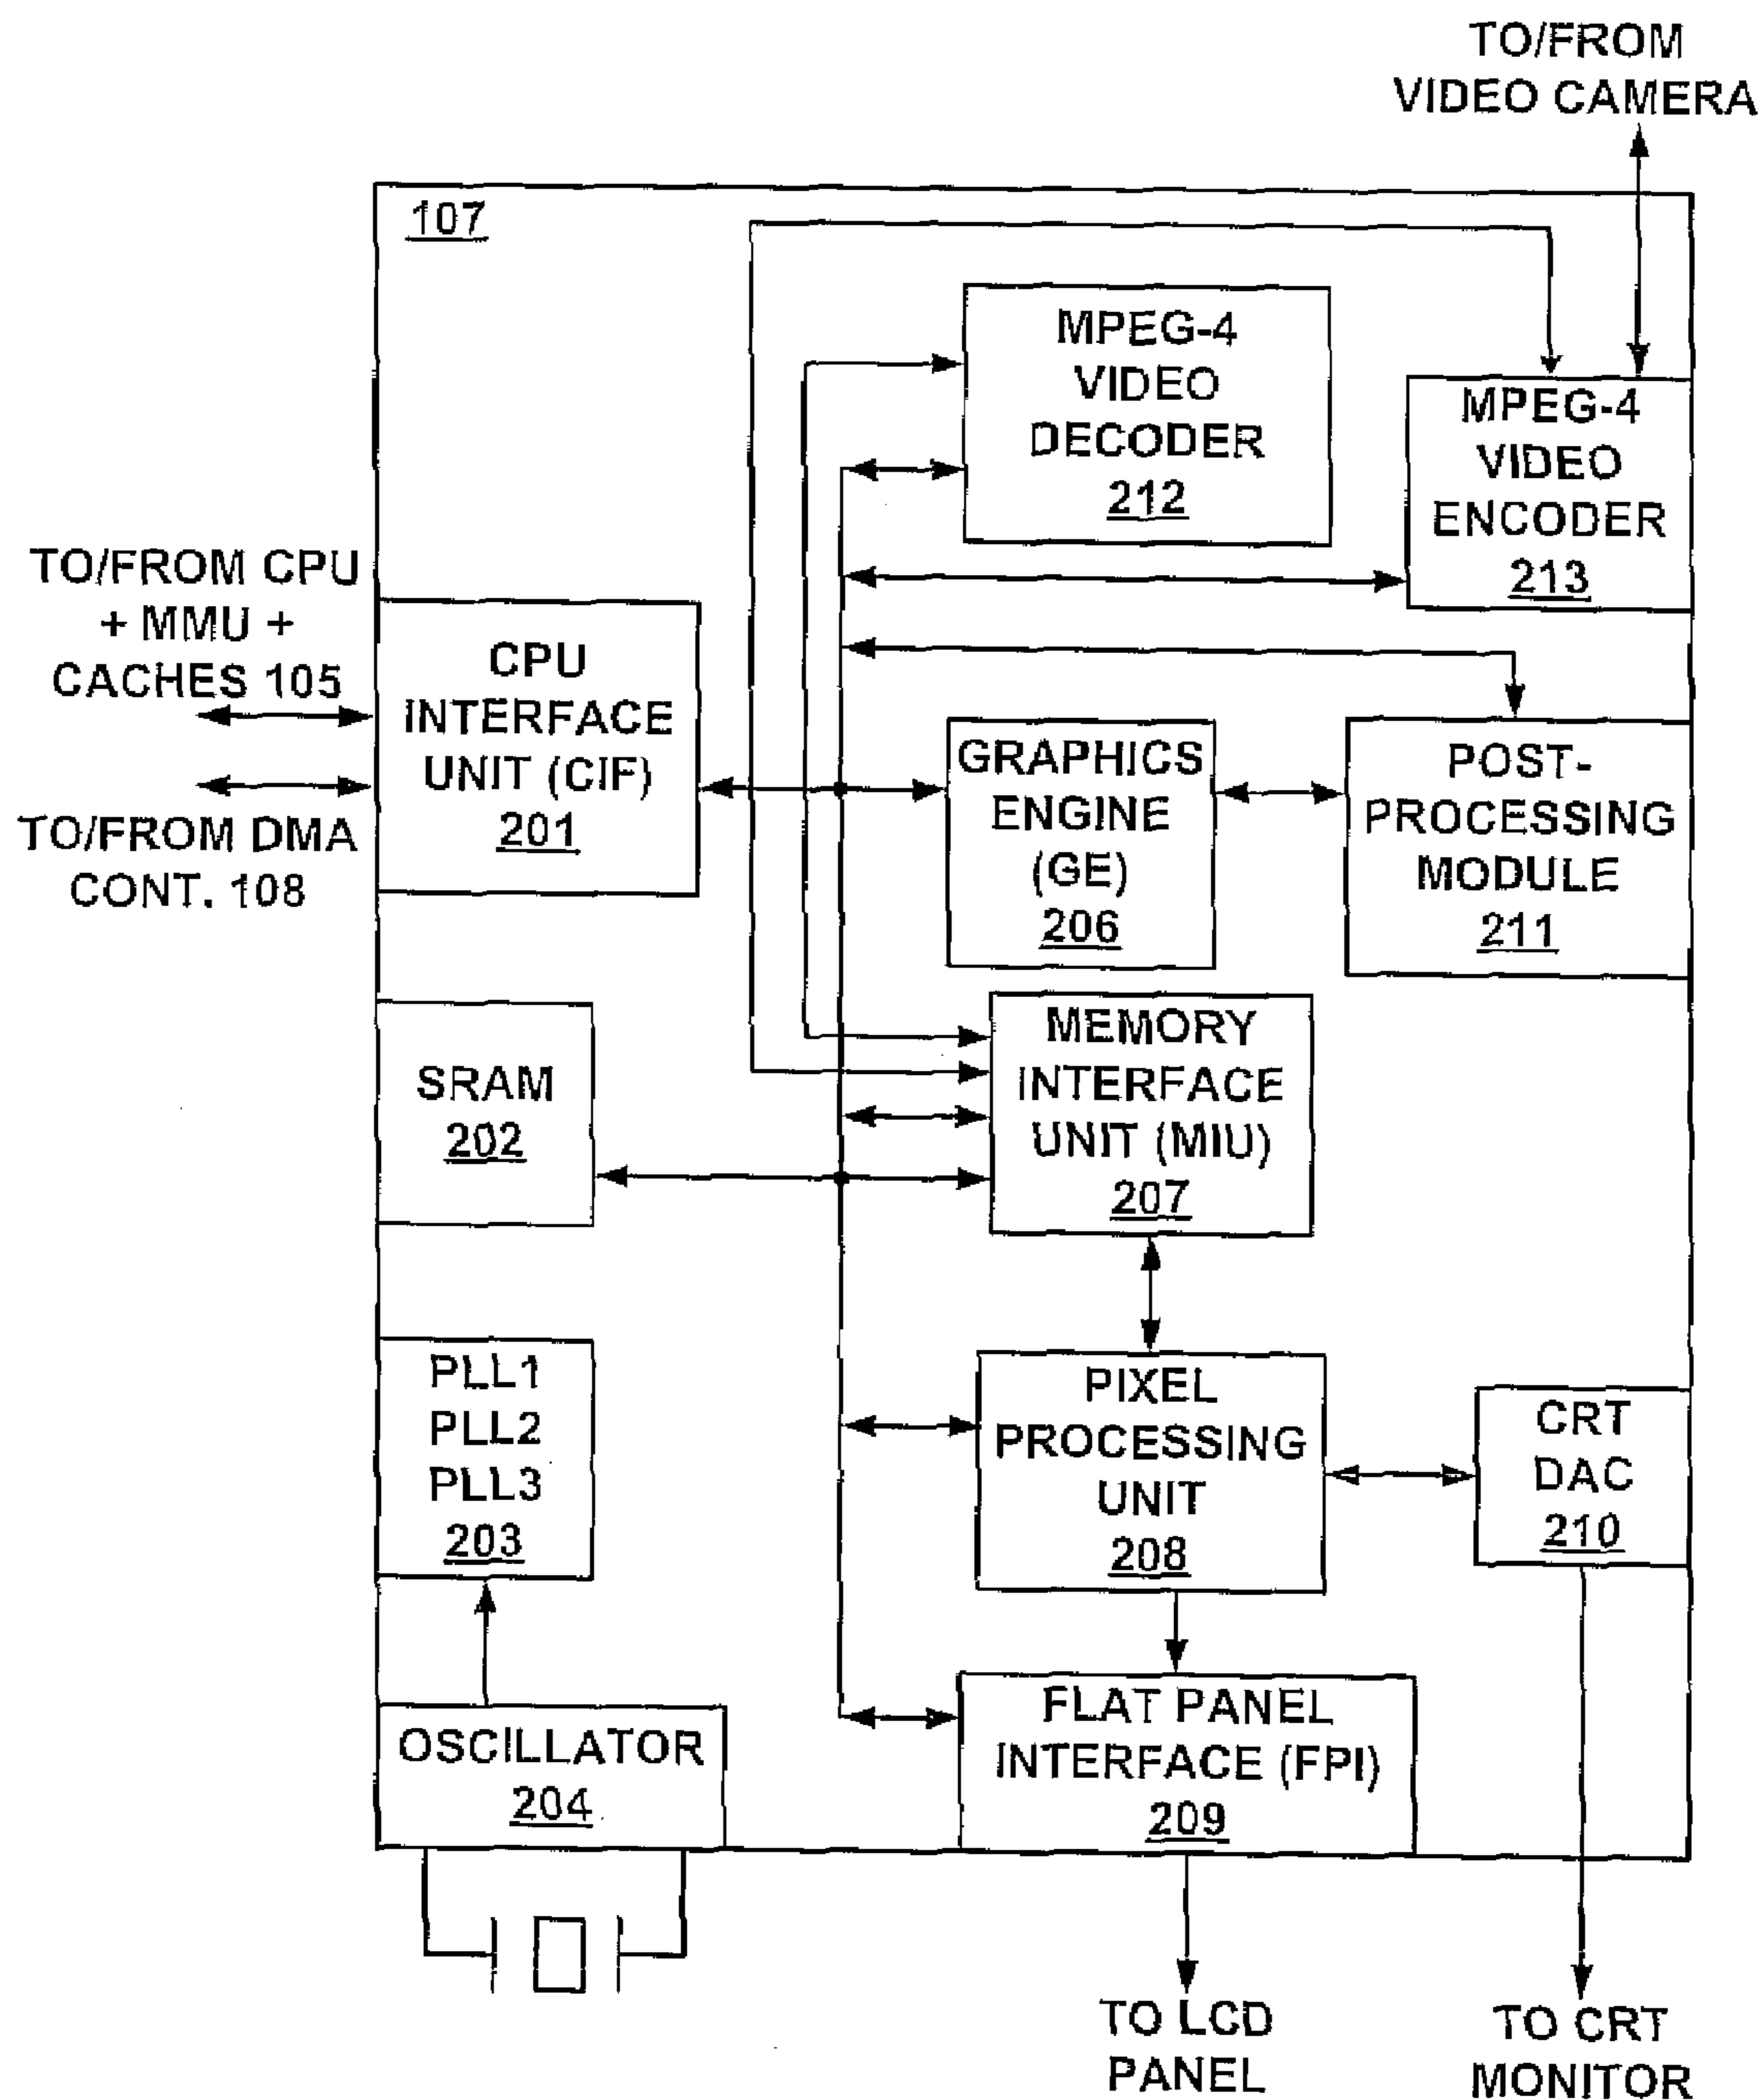 TO/FROM
VIDEO CAMERA
107
MPEG-4
VIDEO
DECODER
212
MPEG-4
VIDEO
ENCODER
213
TO/FROM CPU
+ MMU +
CACHES 105
TO/FROM DMA
CONT. 108
CPU
INTERFACE
UNIT (CIF)
201
GRAPHICS
ENGINE
(GE)
206
POST-
PROCESSING
MODULE
211
SRAM
202
MEMORY
INTERFACE
UNIT (MIU)
207
PLL1
PLL2
PLL3
203
PIXEL
PROCESSING
UNIT
208
CRT
DAC
210
OSCILLATOR
204
FLAT PANEL
INTERFACE (FPI)
209
TO LCD
PANEL
TO CRT
MONITOR